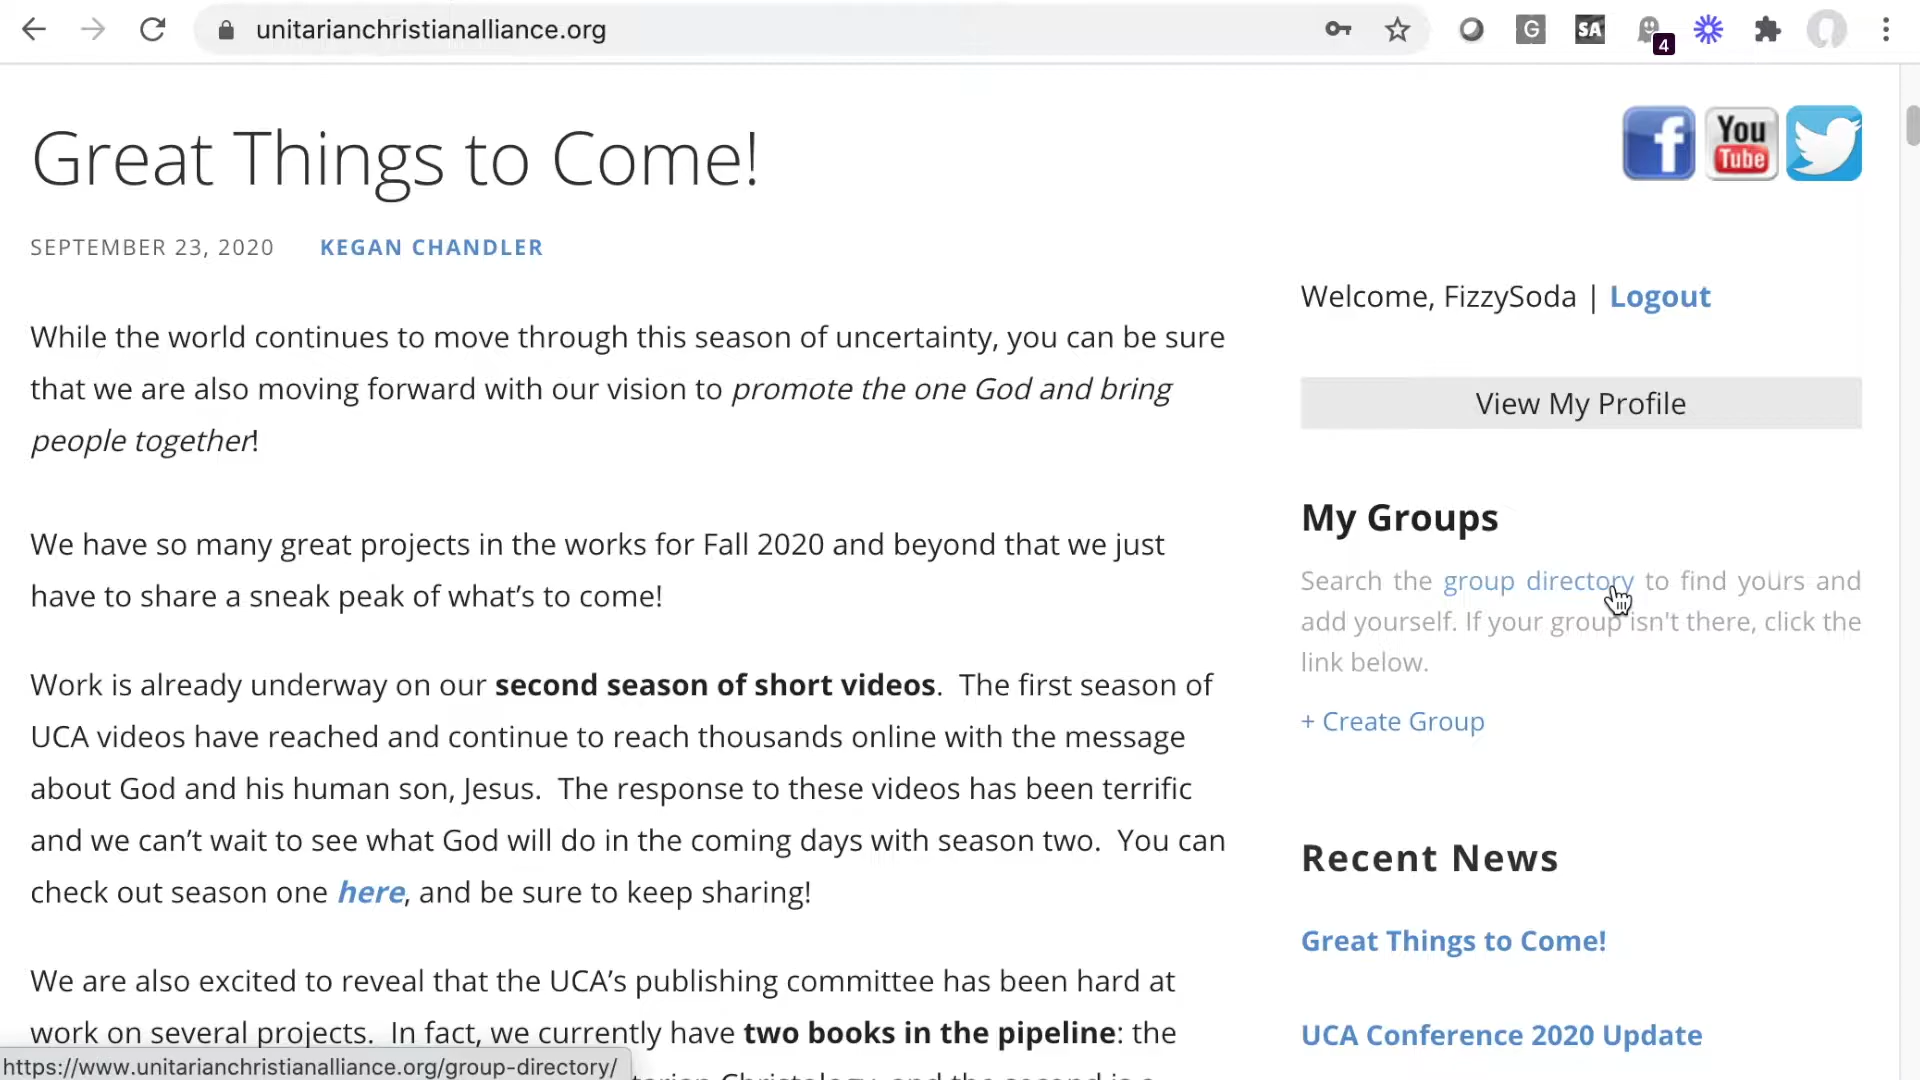 unitarianchristianalliance.org
G
SA
4
Great Things to Come!
SEPTEMBER 23, 2020 KEGAN CHANDLER
While the world continues to move through this season of uncertainty, you can be sure
that we are also moving forward with our vision to promote the one God and bring
people together!
We have so many great projects in the works for Fall 2020 and beyond that we just
have to share a sneak peak of what's to come!
Work is already underway on our second season of short videos.  The first season of
UCA videos have reached and continue to reach thousands online with the message
about God and his human son, Jesus.  The response to these videos has been terrific
and we can't wait to see what God will do in the coming days with season two.  You can
check out season one here, and be sure to keep sharing!
We are also excited to reveal that the UCA's publishing committee has been hard at
work on several projects.  In fact, we currently have two books in the pipeline: the
https://www.unitarianchristianalliance.org/group-directory/
f
You
Tube
Welcome, FizzySoda | Logout
View My Profile
My Groups
Search the group directory to find yours and
add yourself. If your group isn't there, click the
link below.
+ Create Group
Recent News
Great Things to Come!
UCA Conference 2020 Update